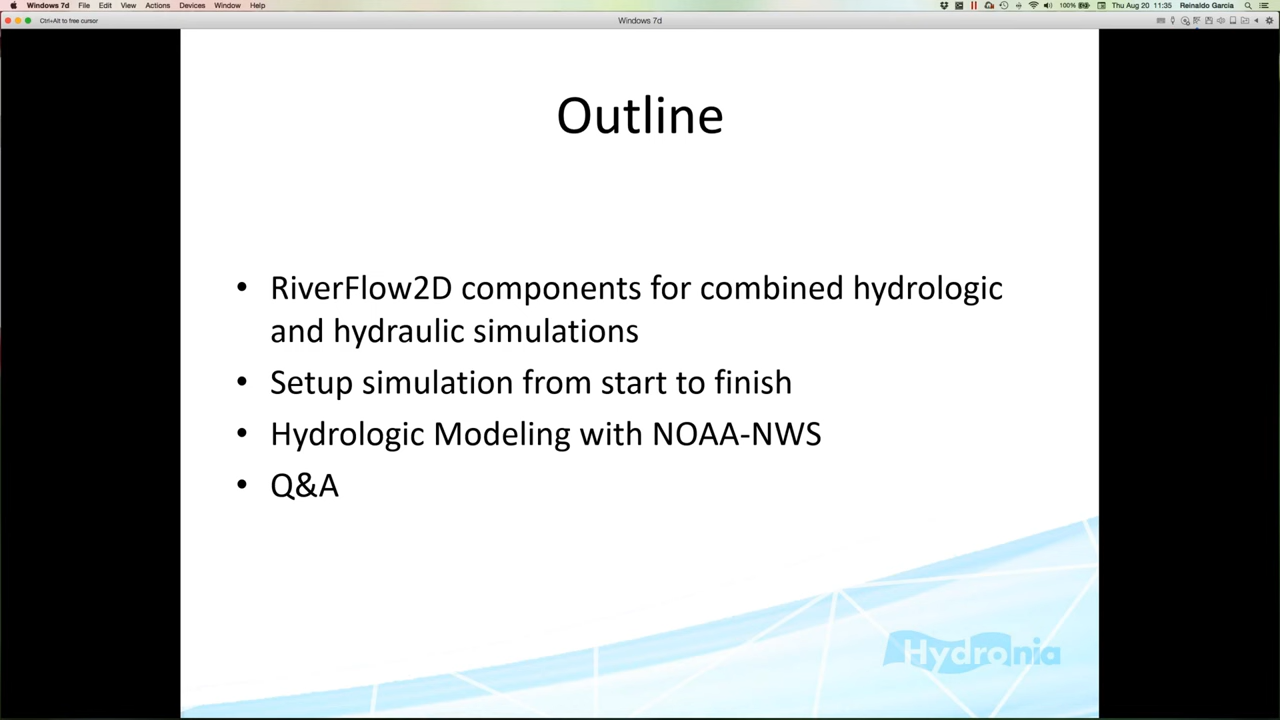 Windows 7d File Edit View Actions Devices Window Help 100% Thu Aug 20 11:35 Reinaldo Garcia
Ctrl+Alt to free cursor Windows 7d
Outline
• RiverFlow2D components for combined hydrologic
and hydraulic simulations
• Setup simulation from start to finish
• Hydrologic Modeling with NOAA-NWS
• Q&A
Hydronia